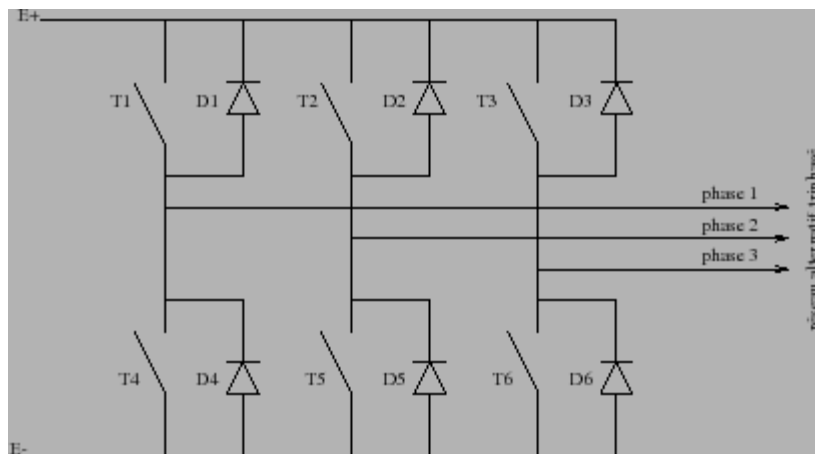 E+
T1
D1
T2
D2
T3
D3
phase 1
phase 2
phase 3
T4
D4
T5
D5
T6
D6
E-